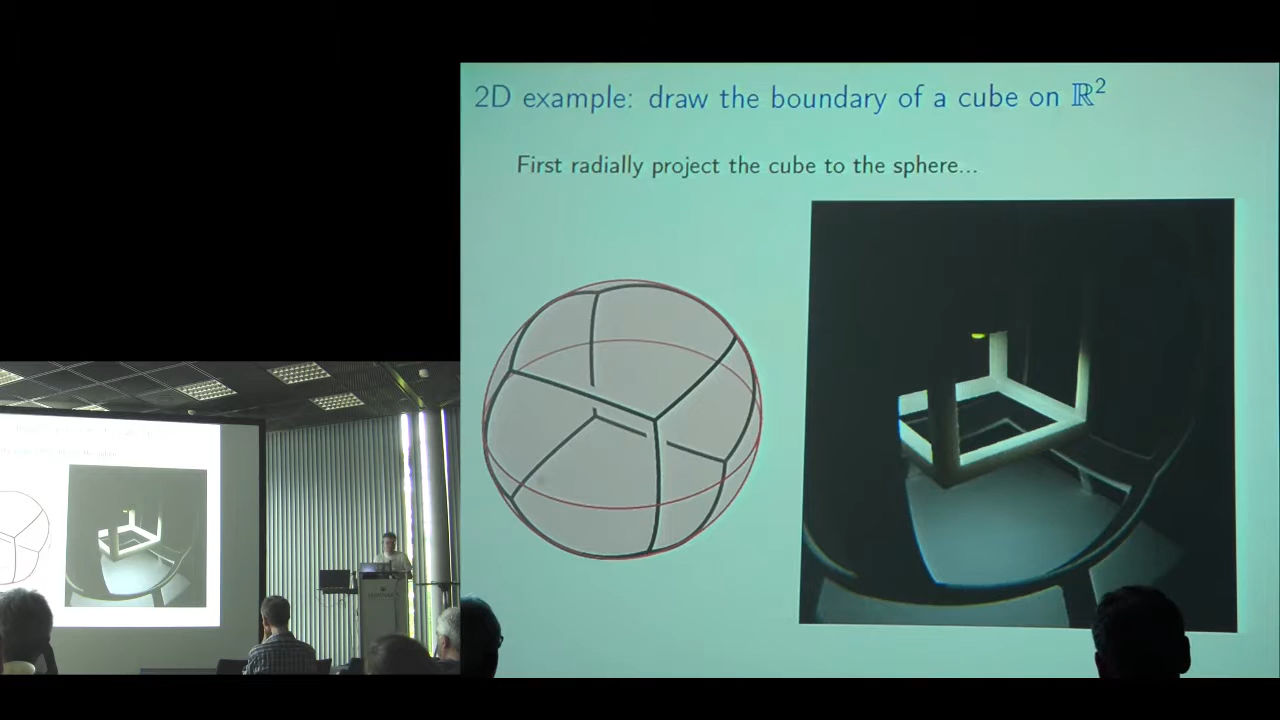 2D example: draw the boundary of a cube on ℝ²
First radially project the cube to the sphere...